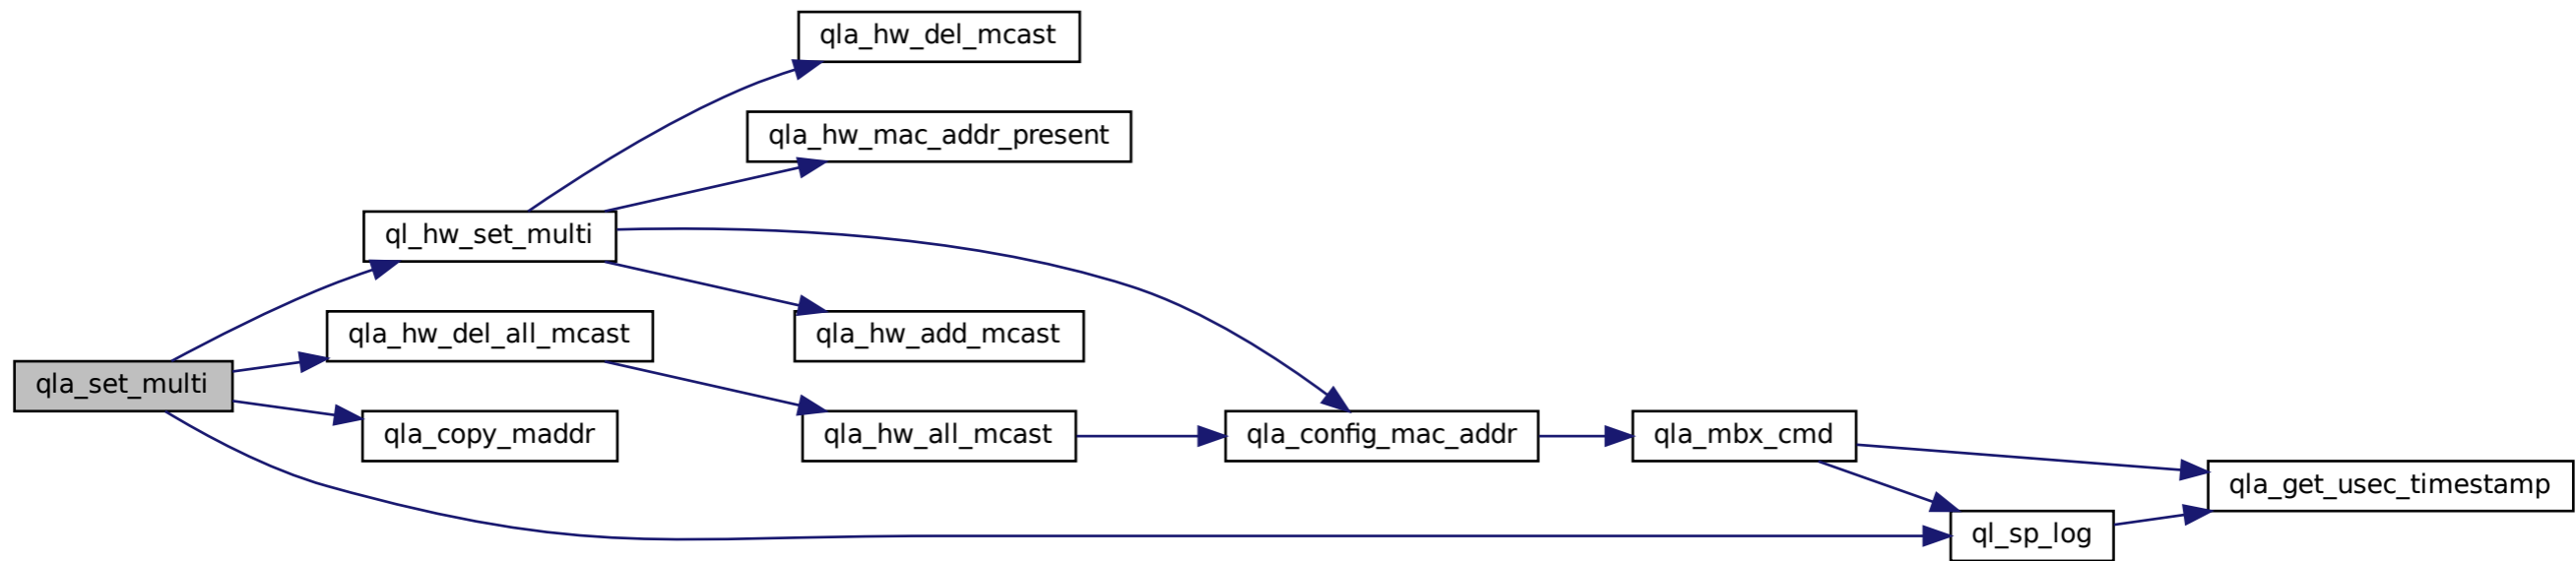 qla_hw_del_mcast
qla_hw_mac_addr_present
ql_hw_set_multi
qla_hw_del_all_mcast
qla_hw_add_mcast
qla_set_multi
qla_copy_maddr
qla_hw_all_mcast
qla_config_mac_addr
qla_mbx_cmd
qla_get_usec_timestamp
ql_sp_log